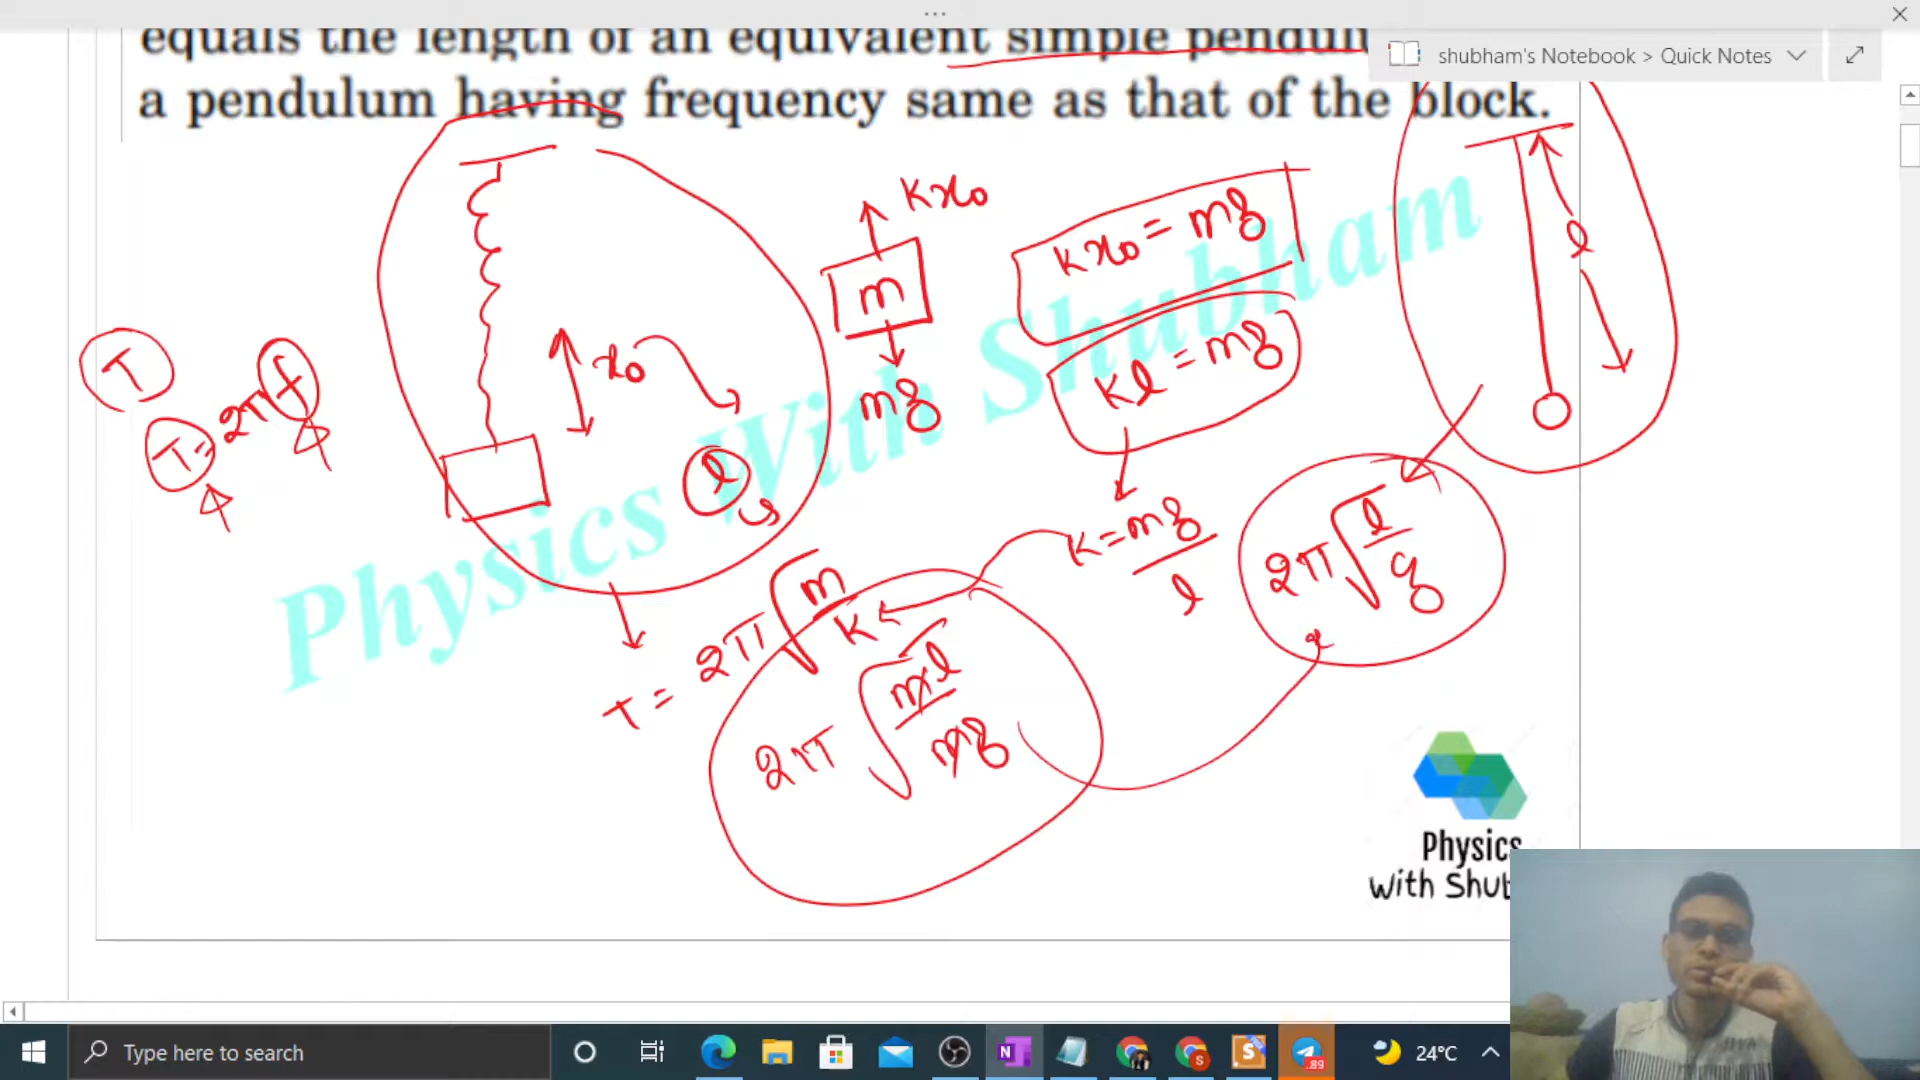 equals the length of an equivalent simple pendul
shubham's Notebook > Quick Notes
a pendulum having frequency same as that of the block.
Physics With Shubham
kx₀
m
mg
kx₀ = mg
kl = mg
l
T
T = 2πf
x₀
l
k = mg/l
2π√(l/g)
T = 2π√(m/k)
2π√(ml/mg)
Physics
With Shub
Type here to search
89
24°C